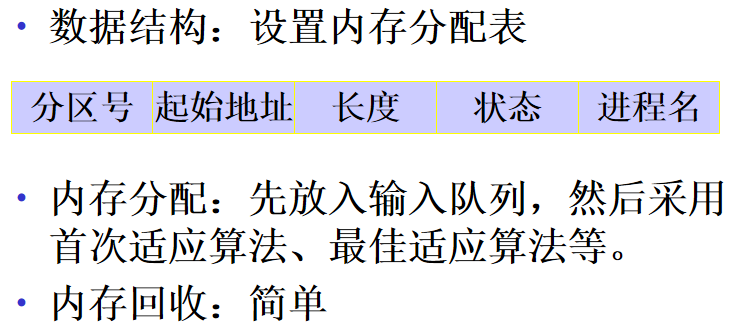 • 数据结构：设置内存分配表
分区号 起始地址 长度 状态 进程名
• 内存分配：先放入输入队列，然后采用
首次适应算法、最佳适应算法等。
• 内存回收：简单